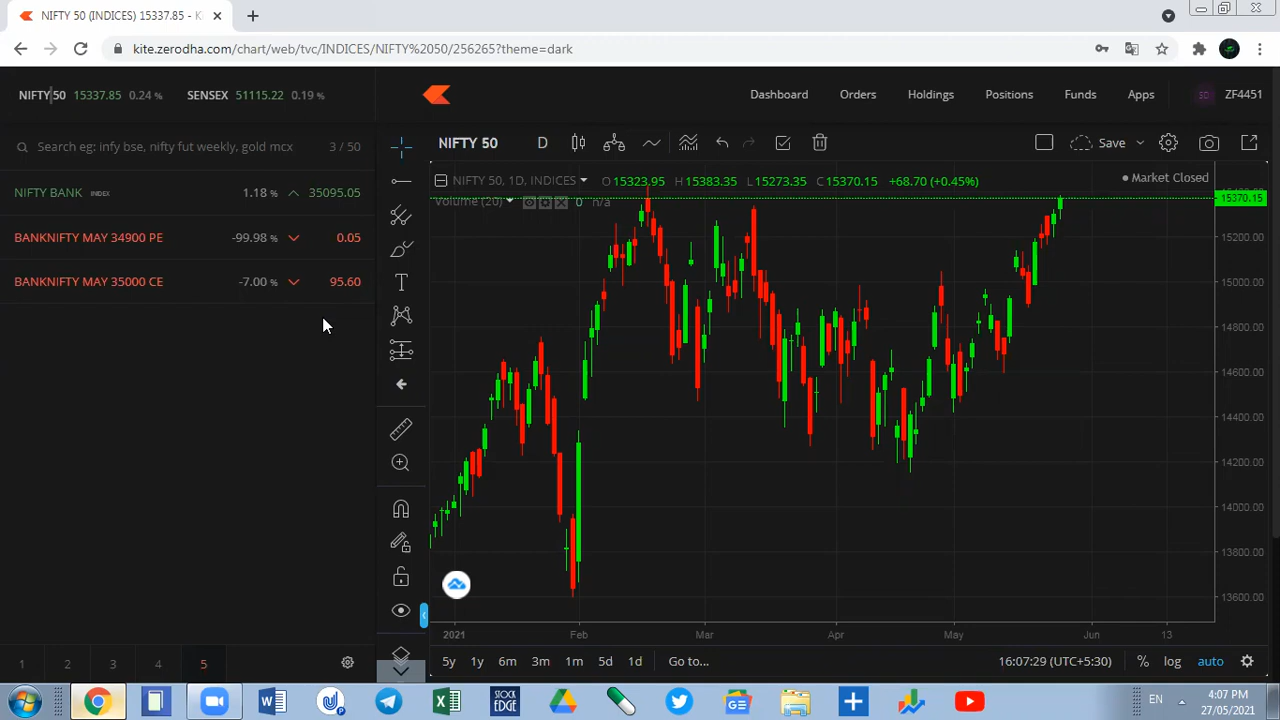 NIFTY 50 (INDICES) 15337.85 - K
kite.zerodha.com/chart/web/tvc/INDICES/NIFTY%2050/256265?theme=dark
NIFTY 50 15337.85 0.24 % SENSEX 51115.22 0.19 %
Dashboard Orders Holdings Positions Funds Apps SD ZF4451
Search eg: infy bse, nifty fut weekly, gold mcx 3 / 50
NIFTY 50 D Save
NIFTY BANK INDEX 1.18 % 35095.05
BANKNIFTY MAY 34900 PE -99.98 % 0.05
BANKNIFTY MAY 35000 CE -7.00 % 95.60
NIFTY 50, 1D, INDICES O15323.95 H15383.35 L15273.35 C15370.15 +68.70 (+0.45%)
Market Closed
Volume (20) 0 n/a
15370.15
15200.00
15000.00
14800.00
14600.00
14400.00
14200.00
14000.00
13800.00
13600.00
2021 Feb Mar Apr May Jun 13
1 2 3 4 5
5y 1y 6m 3m 1m 5d 1d Go to... 16:07:29 (UTC+5:30) % log auto
STOCK EDGE
EN
4:07 PM
27/05/2021